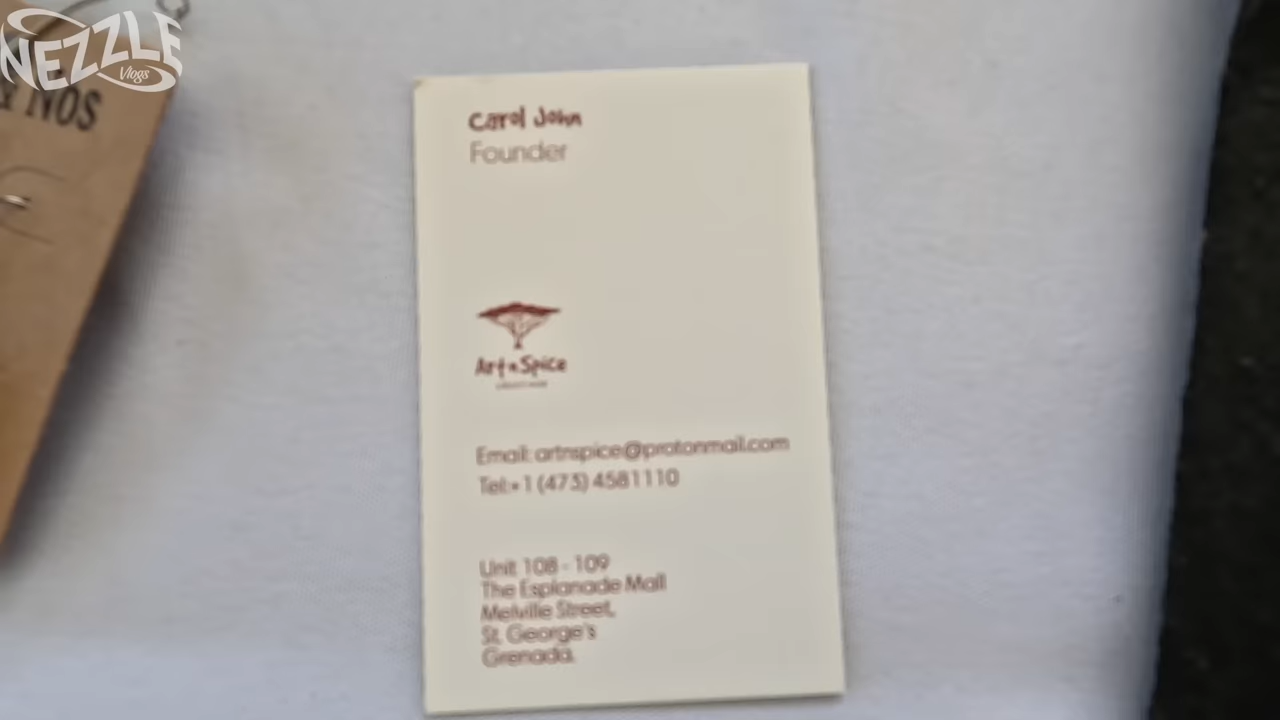 NEZZLE
Vlogs
& NOS
Carol John
Founder
Art n Spice
Email: artnspice@protonmail.com
Tel:+1 (473) 4581110
Unit 108 - 109
The Esplanade Mall
Melville Street,
St. George's
Grenada.